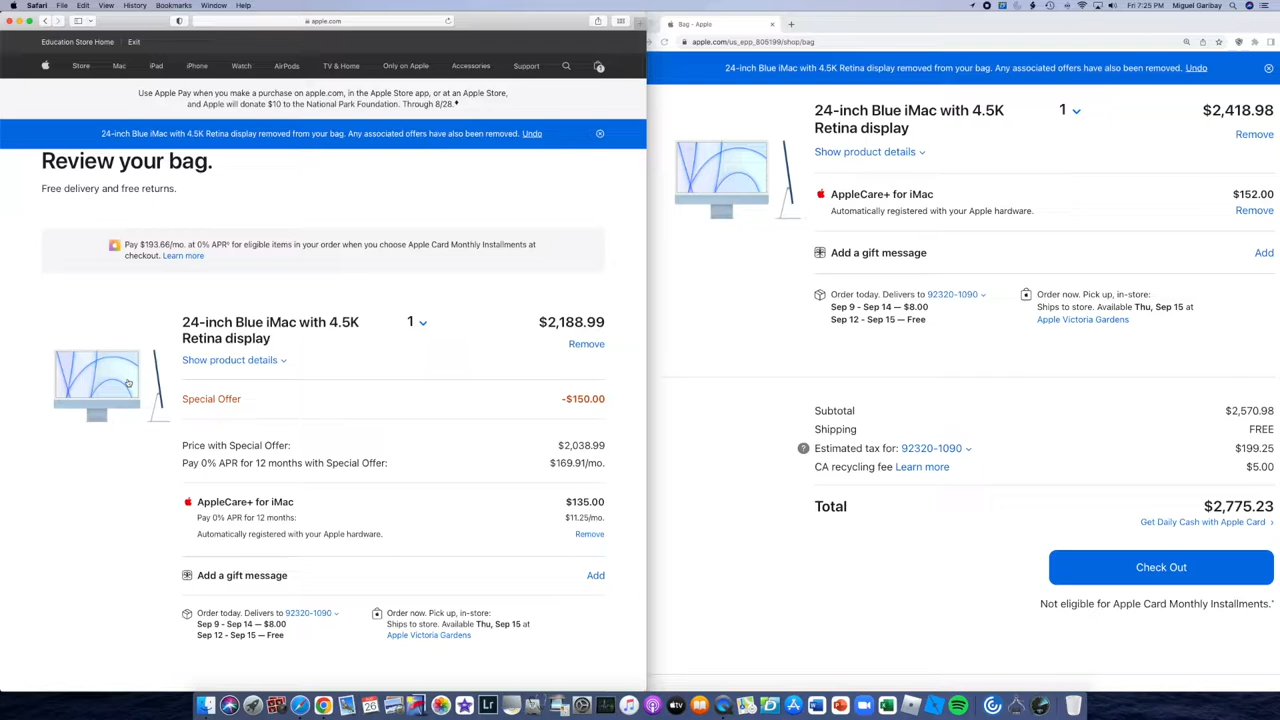 Safari File Edit View History Bookmarks Window Help
Fri 7:25 PM Miguel Garibay
apple.com
Education Store Home Exit
Store Mac iPad iPhone Watch AirPods TV & Home Only on Apple Accessories Support
1
Use Apple Pay when you make a purchase on apple.com, in the Apple Store app, or at an Apple Store,
and Apple will donate $10 to the National Park Foundation. Through 8/28.♦
24-inch Blue iMac with 4.5K Retina display removed from your bag. Any associated offers have also been removed. Undo
Review your bag.
Free delivery and free returns.
Pay $193.66/mo. at 0% APR◊ for eligible items in your order when you choose Apple Card Monthly Installments at
checkout. Learn more
24-inch Blue iMac with 4.5K 1 $2,188.99
Retina display
Remove
Show product details
Special Offer -$150.00
Price with Special Offer: $2,038.99
Pay 0% APR for 12 months with Special Offer: $169.91/mo.
AppleCare+ for iMac $135.00
Pay 0% APR for 12 months: $11.25/mo.
Automatically registered with your Apple hardware. Remove
Add a gift message Add
Order today. Delivers to 92320-1090
Sep 9 - Sep 14 — $8.00
Sep 12 - Sep 15 — Free
Order now. Pick up, in-store:
Ships to store. Available Thu, Sep 15 at
Apple Victoria Gardens
Bag - Apple
apple.com/us_epp_805199/shop/bag
24-inch Blue iMac with 4.5K Retina display removed from your bag. Any associated offers have also been removed. Undo
24-inch Blue iMac with 4.5K 1 $2,418.98
Retina display
Remove
Show product details
AppleCare+ for iMac $152.00
Automatically registered with your Apple hardware. Remove
Add a gift message Add
Order today. Delivers to 92320-1090
Sep 9 - Sep 14 — $8.00
Sep 12 - Sep 15 — Free
Order now. Pick up, in-store:
Ships to store. Available Thu, Sep 15 at
Apple Victoria Gardens
Subtotal $2,570.98
Shipping FREE
? Estimated tax for: 92320-1090 $199.25
CA recycling fee Learn more $5.00
Total $2,775.23
Get Daily Cash with Apple Card
Check Out
Not eligible for Apple Card Monthly Installments.*
26
Lr
tv